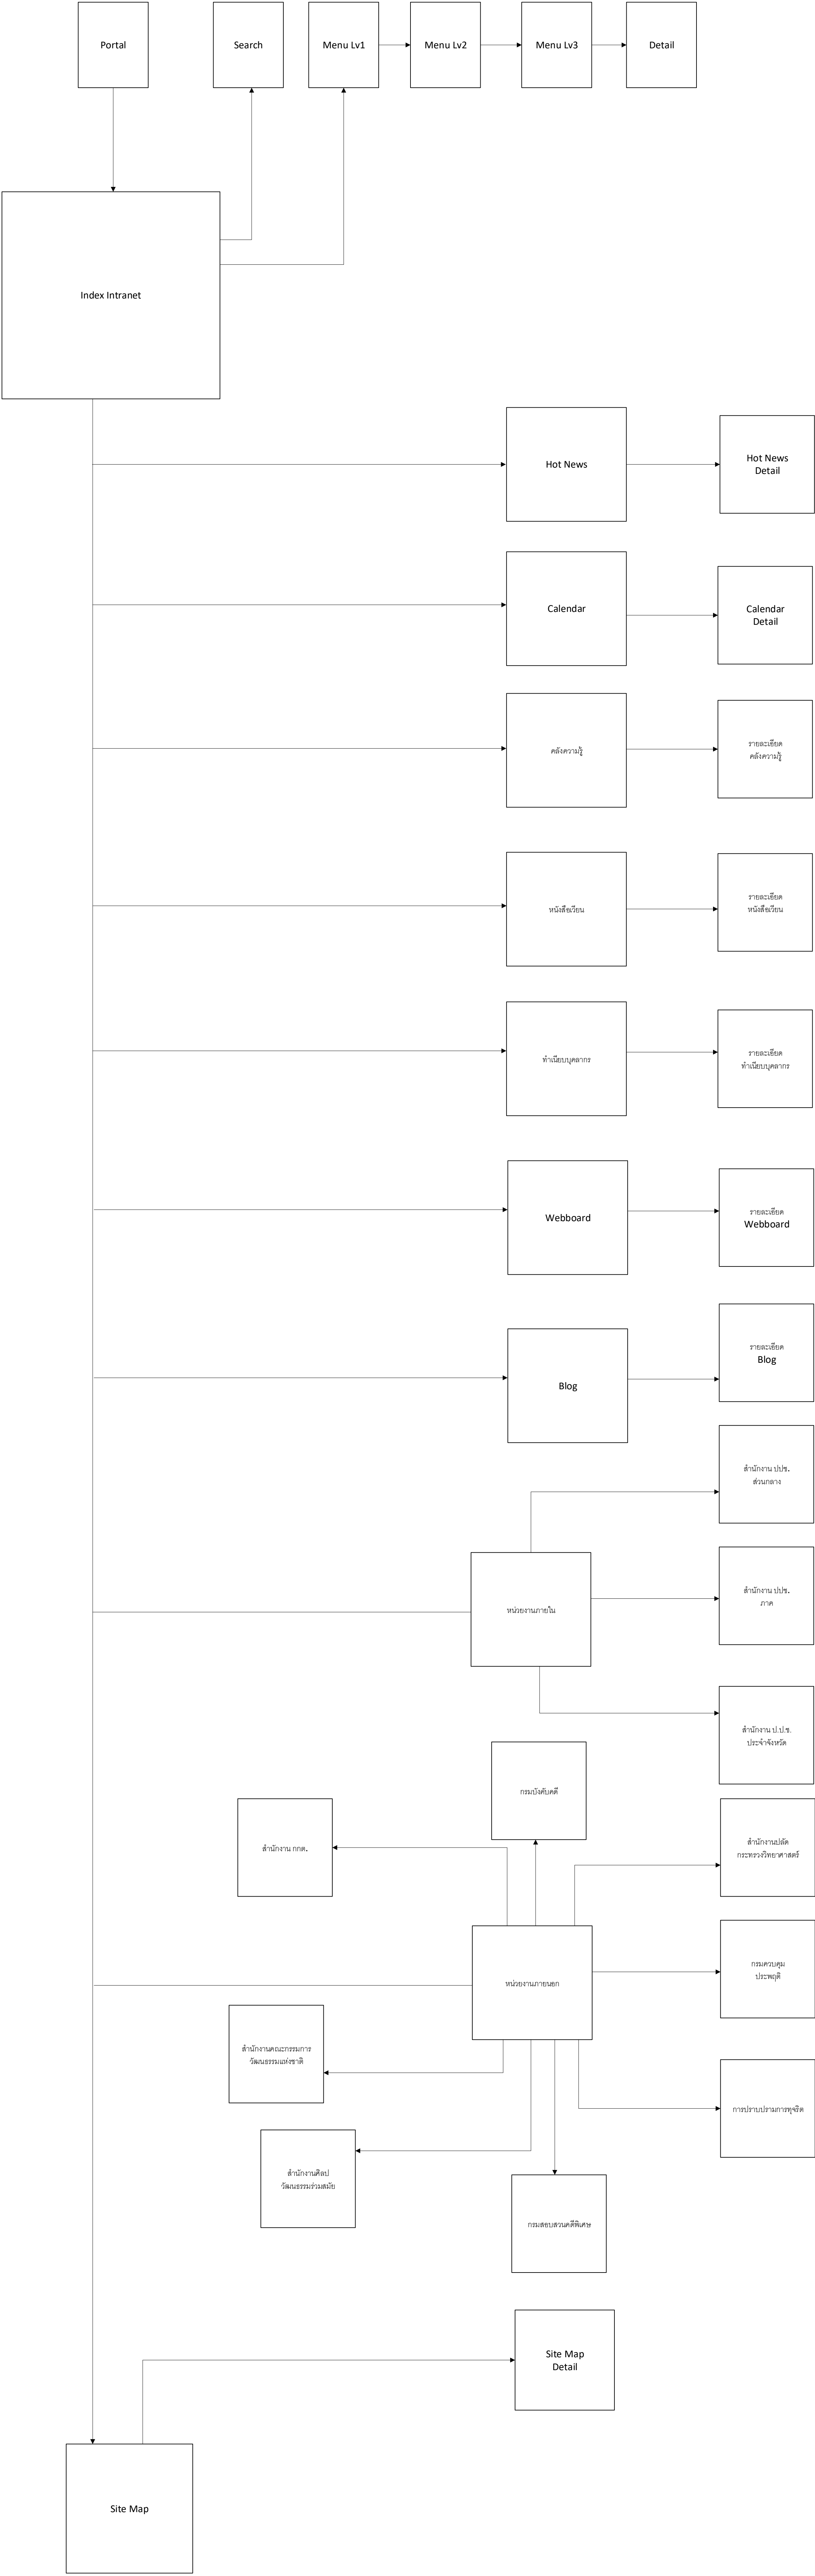 Portal
Search
Menu Lv1
Menu Lv2
Menu Lv3
Detail
Index Intranet
Hot News
Hot News
Detail
Calendar
Calendar
Detail
คลังความรู้
รายละเอียด
คลังความรู้
หนังสือเวียน
รายละเอียด
หนังสือเวียน
ทำเนียบบุคลากร
รายละเอียด
ทำเนียบบุคลากร
Webboard
รายละเอียด
Webboard
Blog
รายละเอียด
Blog
สำนักงาน ปปช.
ส่วนกลาง
หน่วยงานภายใน
สำนักงาน ปปช.
ภาค
สำนักงาน ป.ป.ช.
ประจำจังหวัด
กรมบังคับคดี
สำนักงาน กกต.
สำนักงานปลัด
กระทรวงวิทยาศาสตร์
หน่วยงานภายนอก
กรมควบคุม
ประพฤติ
สำนักงานคณะกรรมการ
วัฒนธรรมแห่งชาติ
การปราบปรามการทุจริต
สำนักงานศิลป
วัฒนธรรมร่วมสมัย
กรมสอบสวนคดีพิเศษ
Site Map
Detail
Site Map